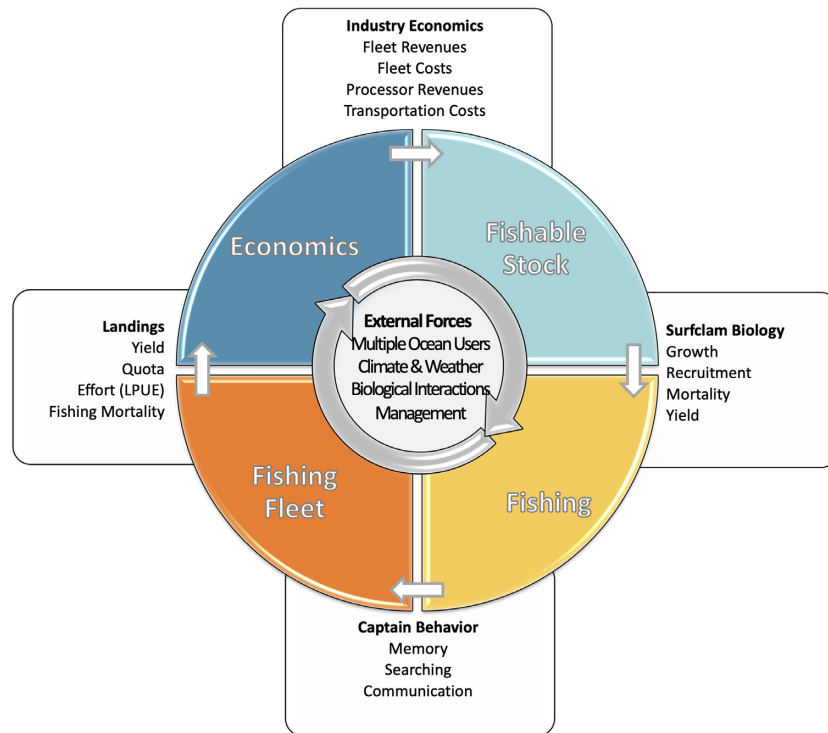 Industry Economics
Fleet Revenues
Fleet Costs
Processor Revenues
Transportation Costs
Economics
Fishable
Stock
External Forces
Multiple Ocean Users
Climate & Weather
Biological Interactions
Management
Landings
Yield
Quota
Effort (LPUE)
Fishing Mortality
Surfclam Biology
Growth
Recruitment
Mortality
Yield
Fishing
Fleet
Fishing
Captain Behavior
Memory
Searching
Communication